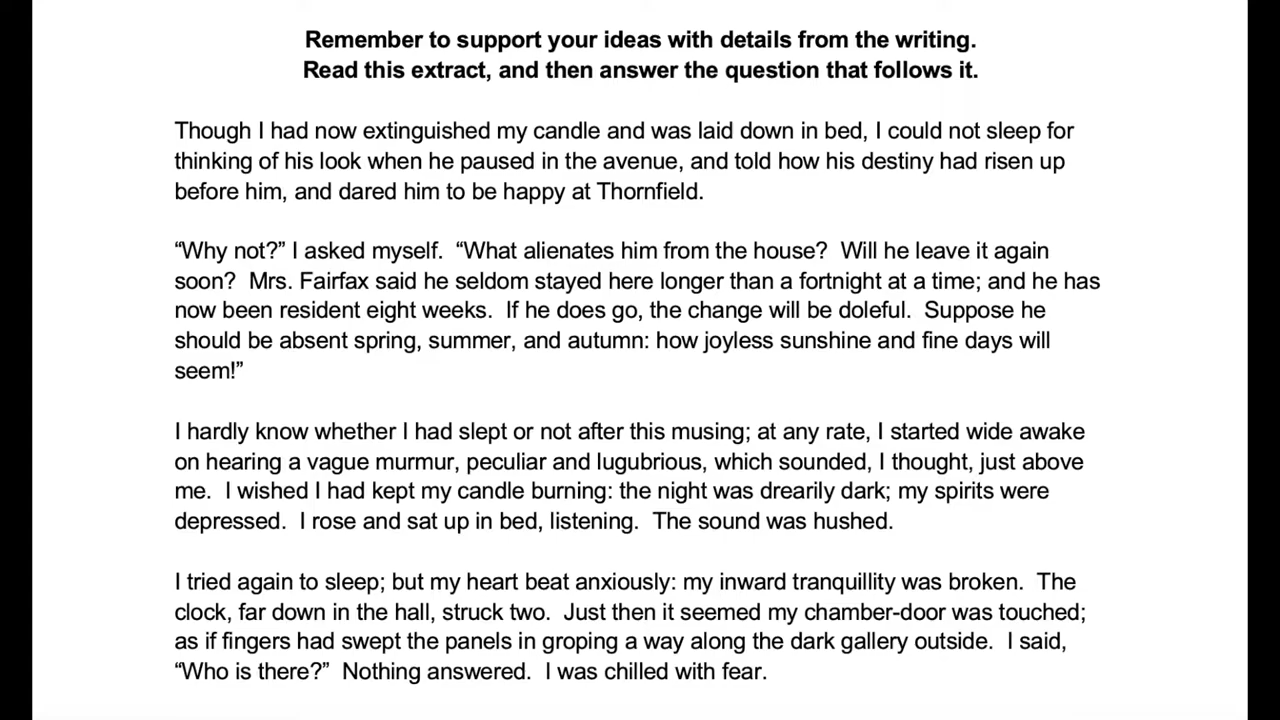 Remember to support your ideas with details from the writing.
Read this extract, and then answer the question that follows it.
Though I had now extinguished my candle and was laid down in bed, I could not sleep for
thinking of his look when he paused in the avenue, and told how his destiny had risen up
before him, and dared him to be happy at Thornfield.
“Why not?” I asked myself.  “What alienates him from the house?  Will he leave it again
soon?  Mrs. Fairfax said he seldom stayed here longer than a fortnight at a time; and he has
now been resident eight weeks.  If he does go, the change will be doleful.  Suppose he
should be absent spring, summer, and autumn: how joyless sunshine and fine days will
seem!”
I hardly know whether I had slept or not after this musing; at any rate, I started wide awake
on hearing a vague murmur, peculiar and lugubrious, which sounded, I thought, just above
me.  I wished I had kept my candle burning: the night was drearily dark; my spirits were
depressed.  I rose and sat up in bed, listening.  The sound was hushed.
I tried again to sleep; but my heart beat anxiously: my inward tranquillity was broken.  The
clock, far down in the hall, struck two.  Just then it seemed my chamber-door was touched;
as if fingers had swept the panels in groping a way along the dark gallery outside.  I said,
“Who is there?”  Nothing answered.  I was chilled with fear.